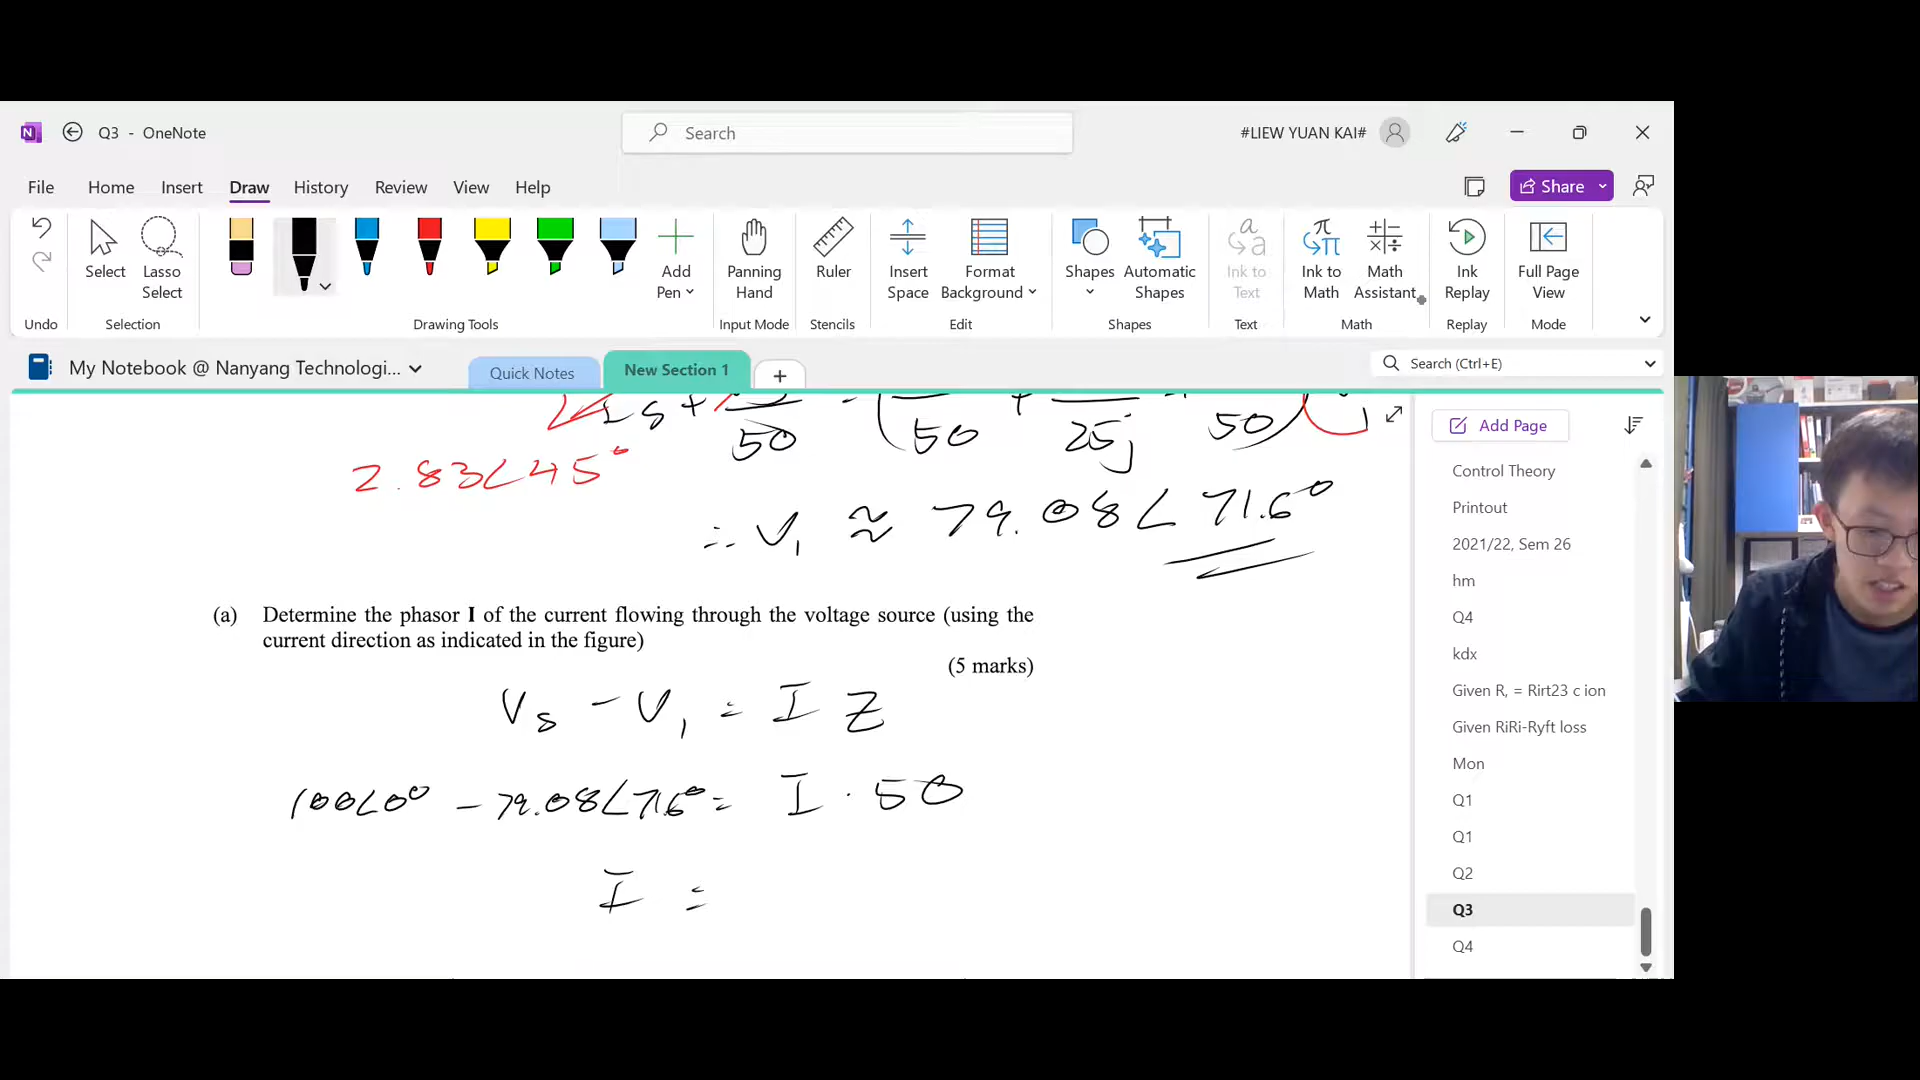 Q3 - OneNote
Search
#LIEW YUAN KAI#
File Home Insert Draw History Review View Help
Share
Select
Lasso Select
Add Pen
Panning Hand
Ruler
Insert Space
Format Background
Shapes
Automatic Shapes
Ink to Text
Ink to Math
Math Assistant
Ink Replay
Full Page View
Undo
Selection
Drawing Tools
Input Mode
Stencils
Edit
Shapes
Text
Math
Replay
Mode
My Notebook @ Nanyang Technologi...
Quick Notes
New Section 1
Search (Ctrl+E)
50 50 25j 50
2.83∠45°
∴ V₁ ≈ 79.08∠71.6°
(a) Determine the phasor I of the current flowing through the voltage source (using the
current direction as indicated in the figure)
(5 marks)
Vs - V₁ = I Z
100∠0° - 79.08∠71.6° = I · 50
I =
Add Page
Control Theory
Printout
2021/22, Sem 26
hm
Q4
kdx
Given R, = Rirt23 c ion
Given RiRi-Ryft loss
Mon
Q1
Q1
Q2
Q3
Q4